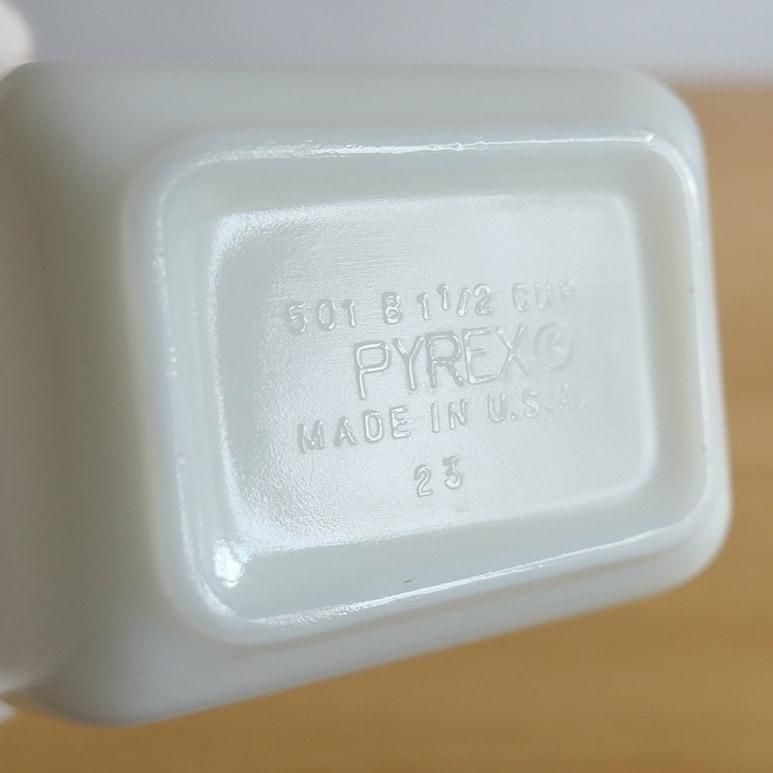 501 B 1 1/2 CUP
PYREX ®
MADE IN U.S.A.
23